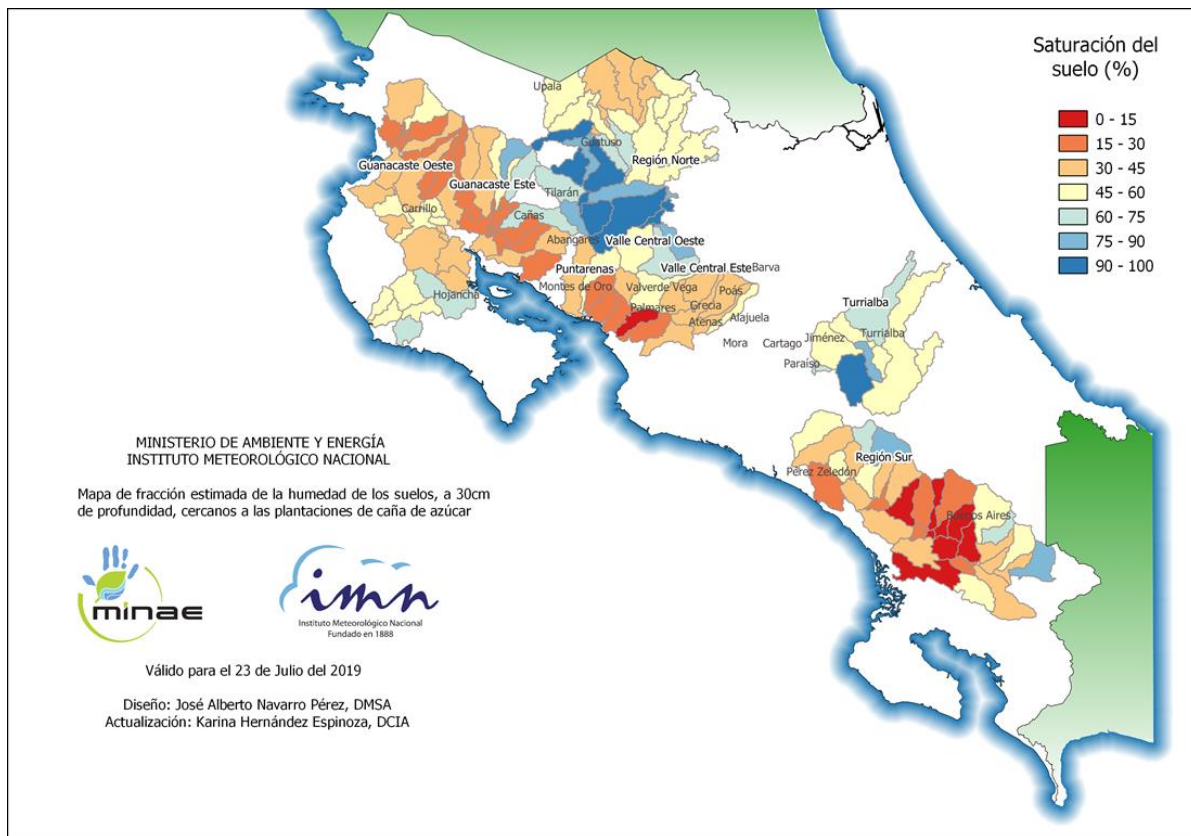 Saturación del
suelo (%)
0 - 15
15 - 30
30 - 45
45 - 60
60 - 75
75 - 90
90 - 100
Upala
Guatuso
Guanacaste Oeste
Región Norte
Guanacaste Este
Tilarán
Carrillo
Cañas
Abangares
Valle Central Oeste
Puntarenas
Valle Central Este
Barva
Hojancha
Montes de Oro
Valverde Vega
Poás
Palmares
Grecia
Atenas
Alajuela
Mora
Turrialba
Turrialba
Cartago
Jiménez
Paraíso
Región Sur
Pérez Zeledón
Buenos Aires
MINISTERIO DE AMBIENTE Y ENERGÍA
INSTITUTO METEOROLÓGICO NACIONAL
Mapa de fracción estimada de la humedad de los suelos, a 30cm
de profundidad, cercanos a las plantaciones de caña de azúcar
minae
imn
Instituto Meteorológico Nacional
Fundado en 1888
Válido para el 23 de Julio del 2019
Diseño: José Alberto Navarro Pérez, DMSA
Actualización: Karina Hernández Espinoza, DCIA